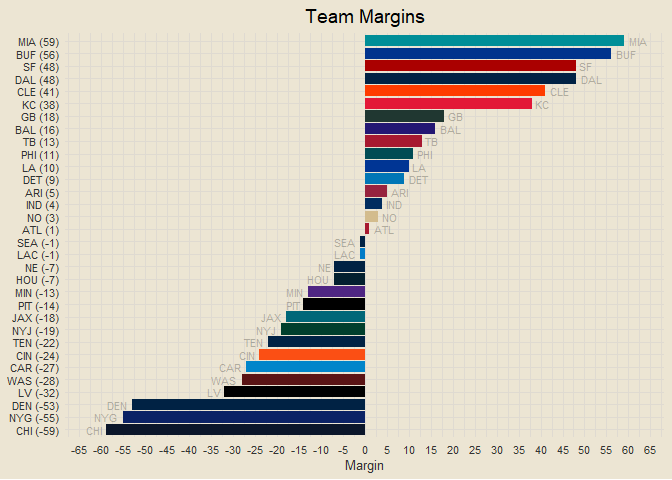 Team Margins
MIA (59) MIA
BUF (56) BUF
SF (48) SF
DAL (48) DAL
CLE (41) CLE
KC (38) KC
GB (18) GB
BAL (16) BAL
TB (13) TB
PHI (11) PHI
LA (10) LA
DET (9) DET
ARI (5) ARI
IND (4) IND
NO (3) NO
ATL (1) ATL
SEA (-1) SEA
LAC (-1) LAC
NE (-7) NE
HOU (-7) HOU
MIN (-13) MIN
PIT (-14) PIT
JAX (-18) JAX
NYJ (-19) NYJ
TEN (-22) TEN
CIN (-24) CIN
CAR (-27) CAR
WAS (-28) WAS
LV (-32) LV
DEN (-53) DEN
NYG (-55) NYG
CHI (-59) CHI
-65 -60 -55 -50 -45 -40 -35 -30 -25 -20 -15 -10 -5 0 5 10 15 20 25 30 35 40 45 50 55 60 65
Margin